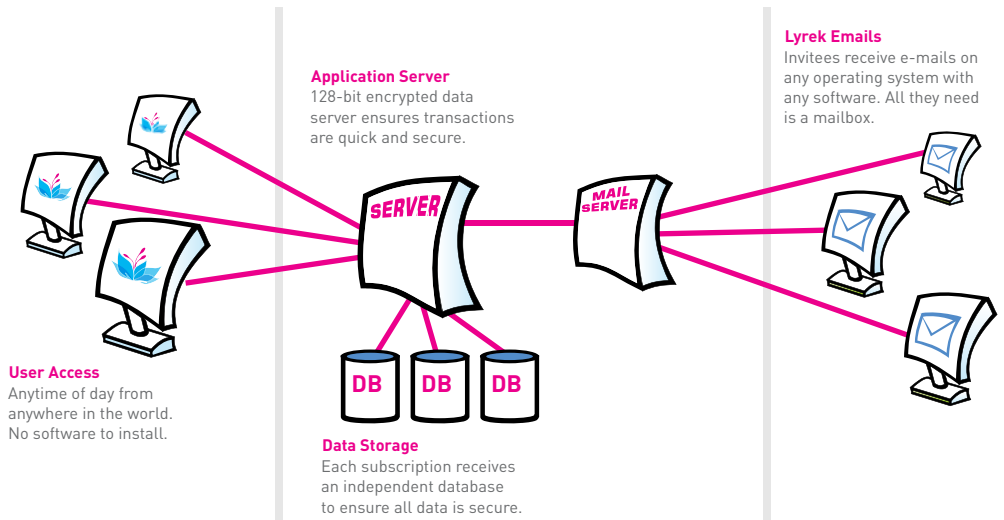 Lyrek Emails
Invitees receive e-mails on
any operating system with
any software. All they need
is a mailbox.
Application Server
128-bit encrypted data
server ensures transactions
are quick and secure.
SERVER
MAIL
SERVER
DB
DB
DB
User Access
Anytime of day from
anywhere in the world.
No software to install.
Data Storage
Each subscription receives
an independent database
to ensure all data is secure.